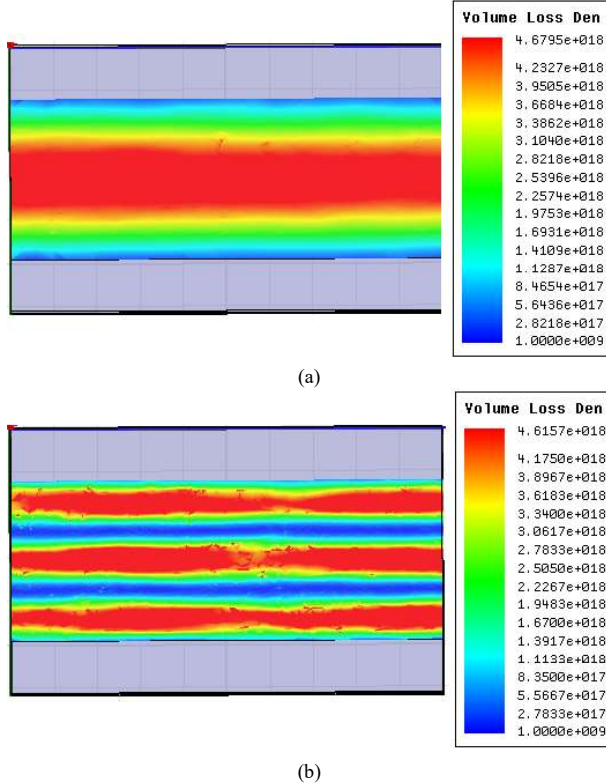 Volume Loss Den
4.6795e+018
4.2327e+018
3.9505e+018
3.6684e+018
3.3862e+018
3.1040e+018
2.8218e+018
2.5396e+018
2.2574e+018
1.9753e+018
1.6931e+018
1.4109e+018
1.1287e+018
8.4654e+017
5.6436e+017
2.8218e+017
1.0000e+009
(a)
Volume Loss Den
4.6157e+018
4.1750e+018
3.8967e+018
3.6183e+018
3.3400e+018
3.0617e+018
2.7833e+018
2.5050e+018
2.2267e+018
1.9483e+018
1.6700e+018
1.3917e+018
1.1133e+018
8.3500e+017
5.5667e+017
2.7833e+017
1.0000e+009
(b)